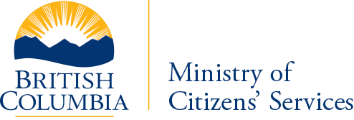 BRITISH
COLUMBIA
Ministry of
Citizens' Services